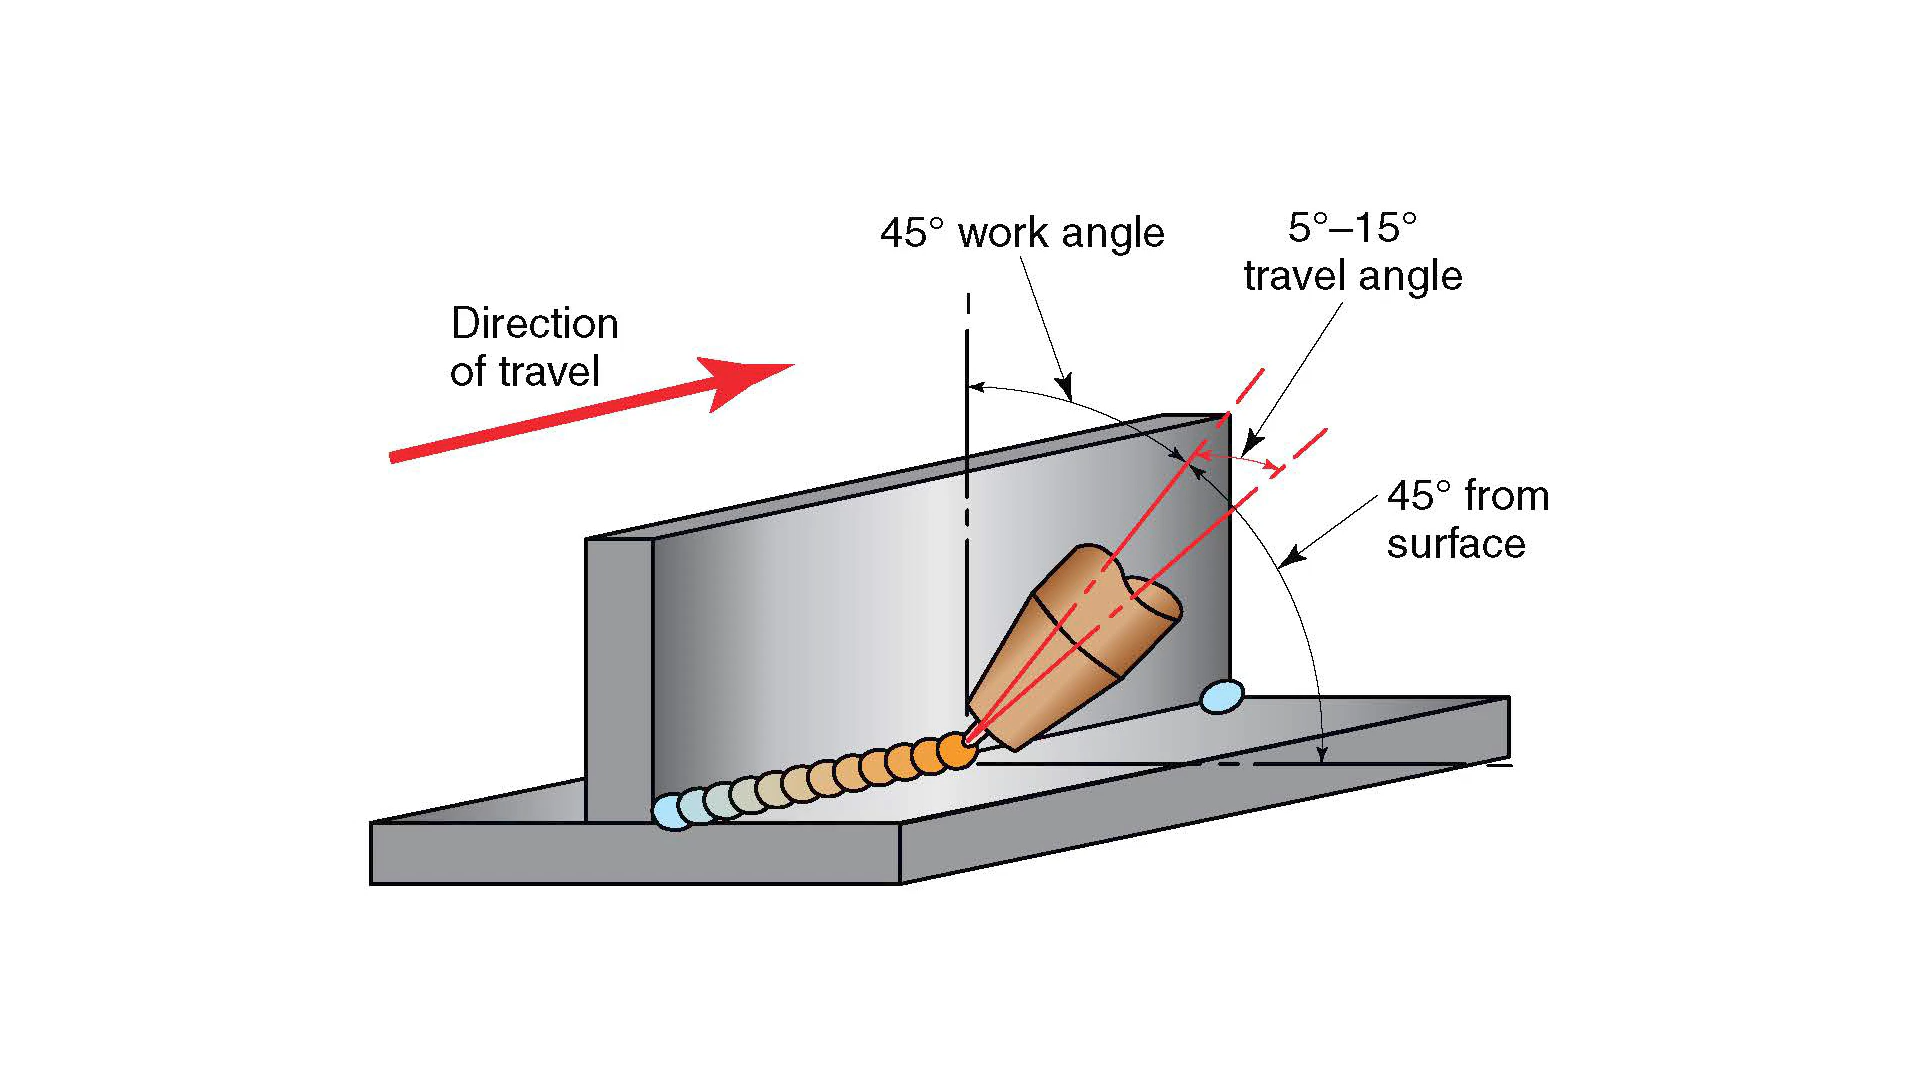 45° work angle
5°–15°
travel angle
Direction
of travel
45° from
surface